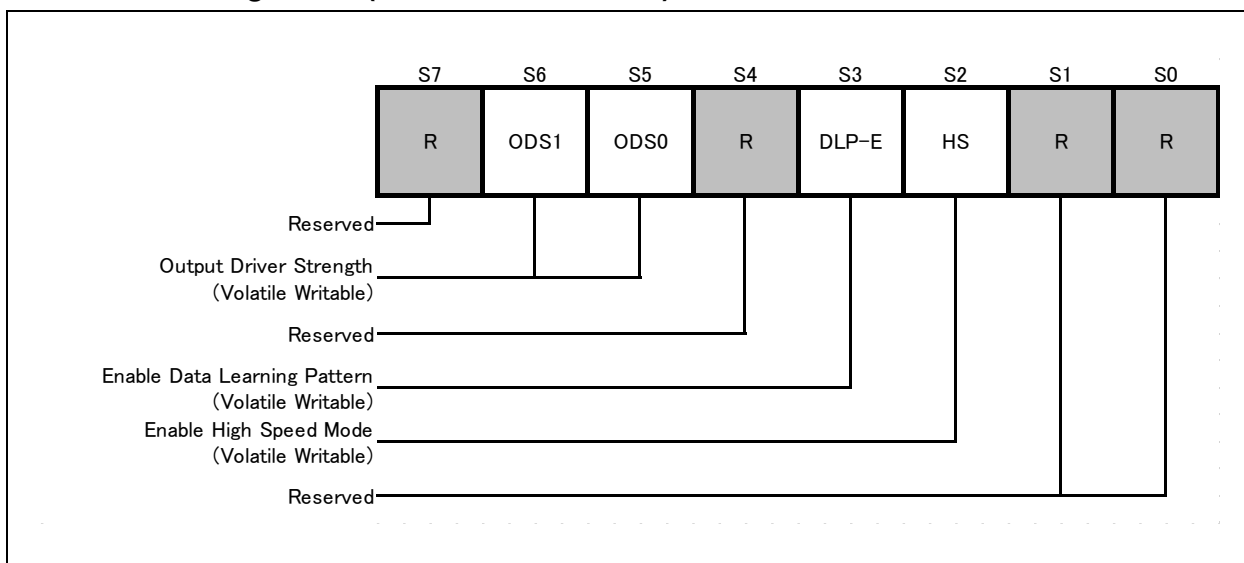 S7 S6 S5 S4 S3 S2 S1 S0
R ODS1 ODS0 R DLP-E HS R R
Reserved
Output Driver Strength
(Volatile Writable)
Reserved
Enable Data Learning Pattern
(Volatile Writable)
Enable High Speed Mode
(Volatile Writable)
Reserved